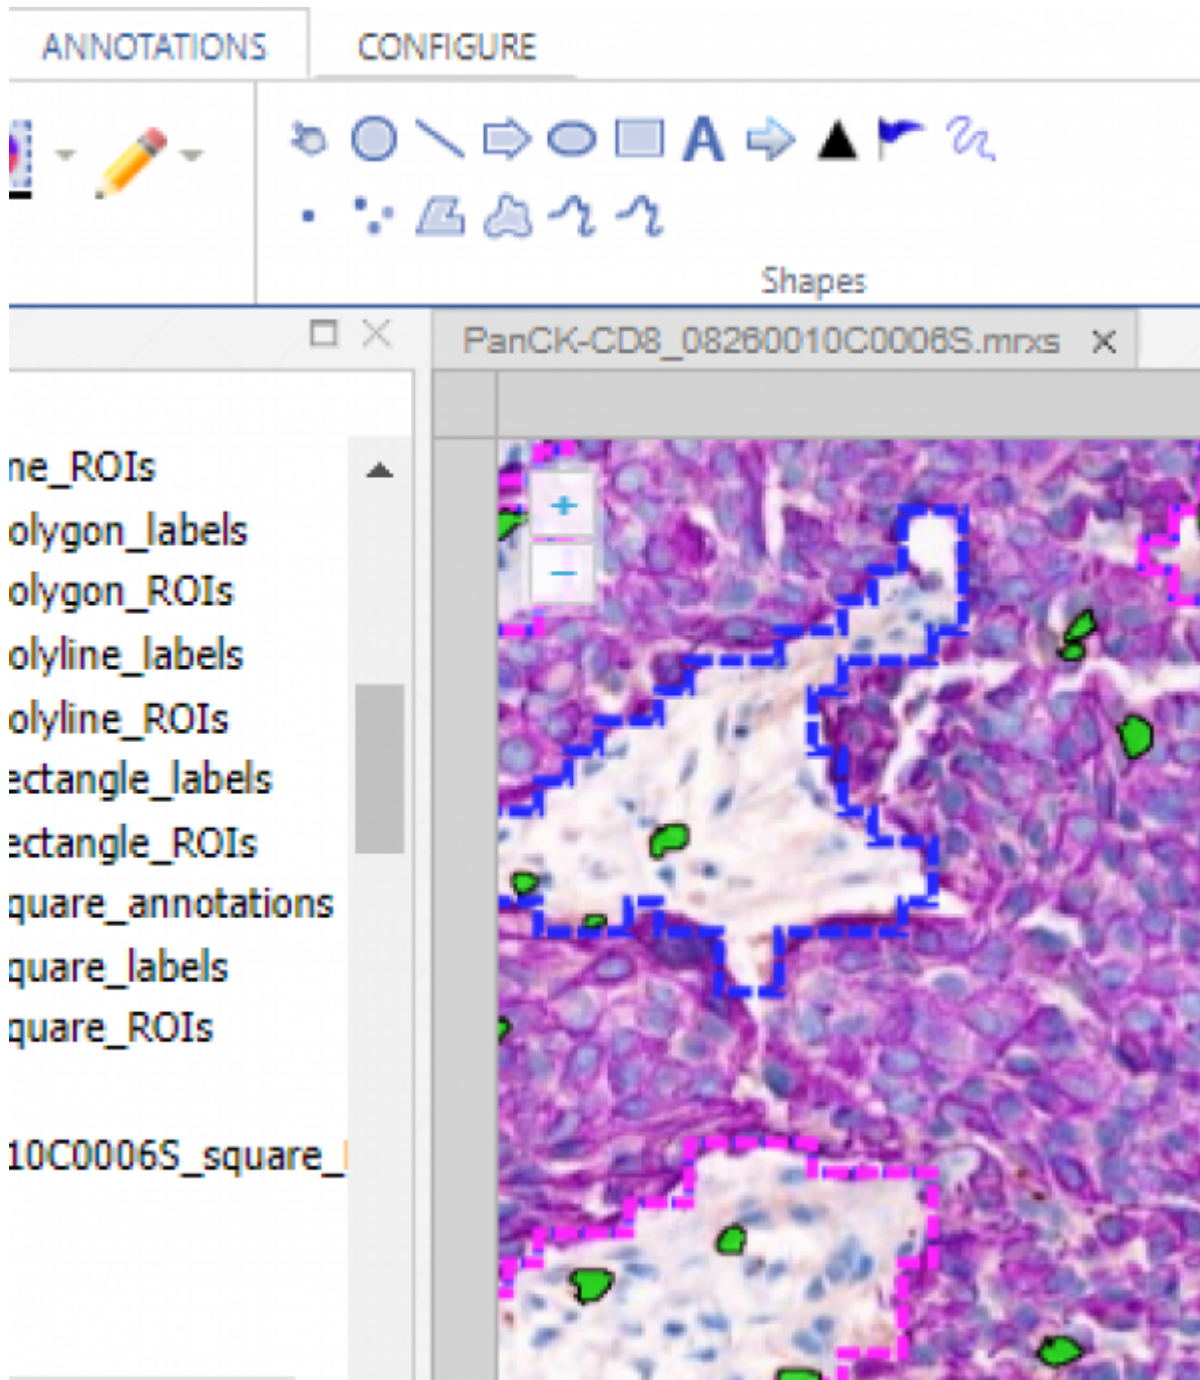 ANNOTATIONS CONFIGURE
A
Shapes
PanCK-CD8_08260010C0006S.mrxs
ne_ROIs
olygon_labels
olygon_ROIs
olyline_labels
olyline_ROIs
ectangle_labels
ectangle_ROIs
quare_annotations
quare_labels
quare_ROIs
10C0006S_square_